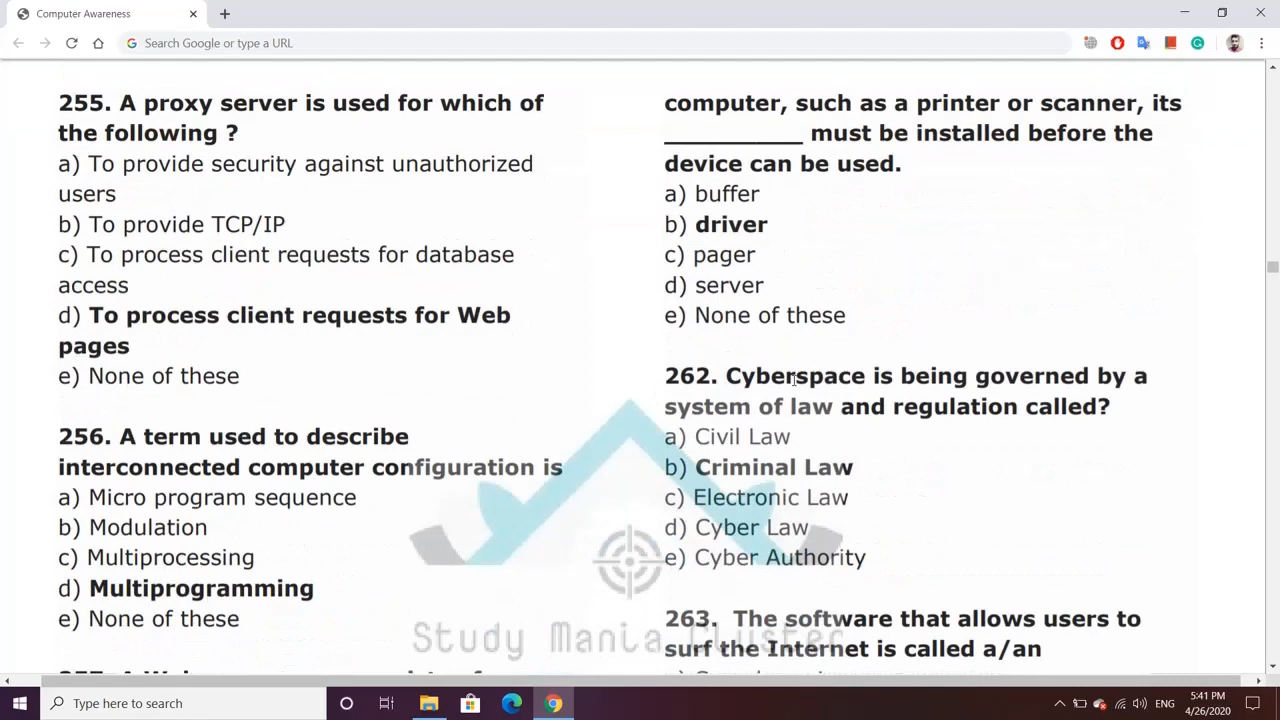 Computer Awareness
Search Google or type a URL
255. A proxy server is used for which of
the following ?
a) To provide security against unauthorized
users
b) To provide TCP/IP
c) To process client requests for database
access
d) To process client requests for Web
pages
e) None of these
256. A term used to describe
interconnected computer configuration is
a) Micro program sequence
b) Modulation
c) Multiprocessing
d) Multiprogramming
e) None of these
computer, such as a printer or scanner, its
___________ must be installed before the
device can be used.
a) buffer
b) driver
c) pager
d) server
e) None of these
262. Cyberspace is being governed by a
system of law and regulation called?
a) Civil Law
b) Criminal Law
c) Electronic Law
d) Cyber Law
e) Cyber Authority
263. The software that allows users to
surf the Internet is called a/an
Study Mania Cluster
Type here to search
ENG
5:41 PM
4/26/2020